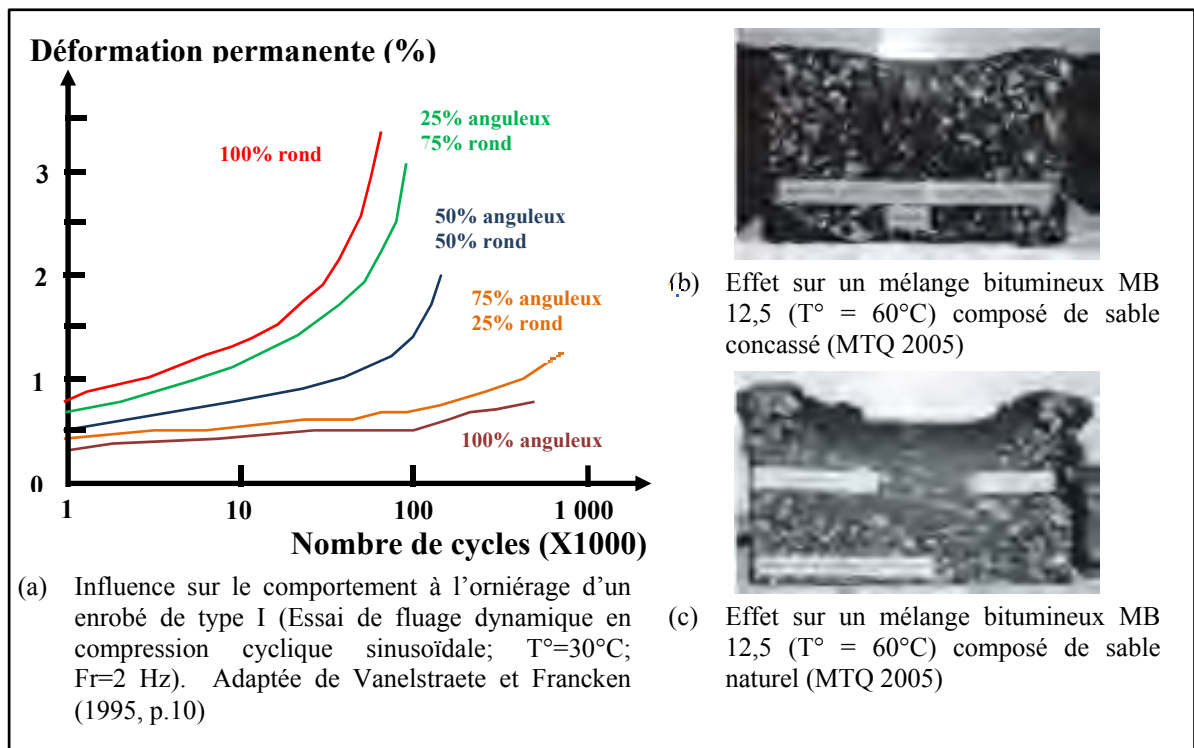 Déformation permanente (%)
3
2
1
0
1
10
100
1 000
Nombre de cycles (X1000)
100% rond
25% anguleux
75% rond
50% anguleux
50% rond
75% anguleux
25% rond
100% anguleux
(a) Influence sur le comportement à l’orniérage d’un
enrobé de type I (Essai de fluage dynamique en
compression cyclique sinusoïdale; T°=30°C;
Fr=2 Hz). Adaptée de Vanelstraete et Francken
(1995, p.10)
(b) Effet sur un mélange bitumineux MB
12,5 (T° = 60°C) composé de sable
concassé (MTQ 2005)
(c) Effet sur un mélange bitumineux MB
12,5 (T° = 60°C) composé de sable
naturel (MTQ 2005)